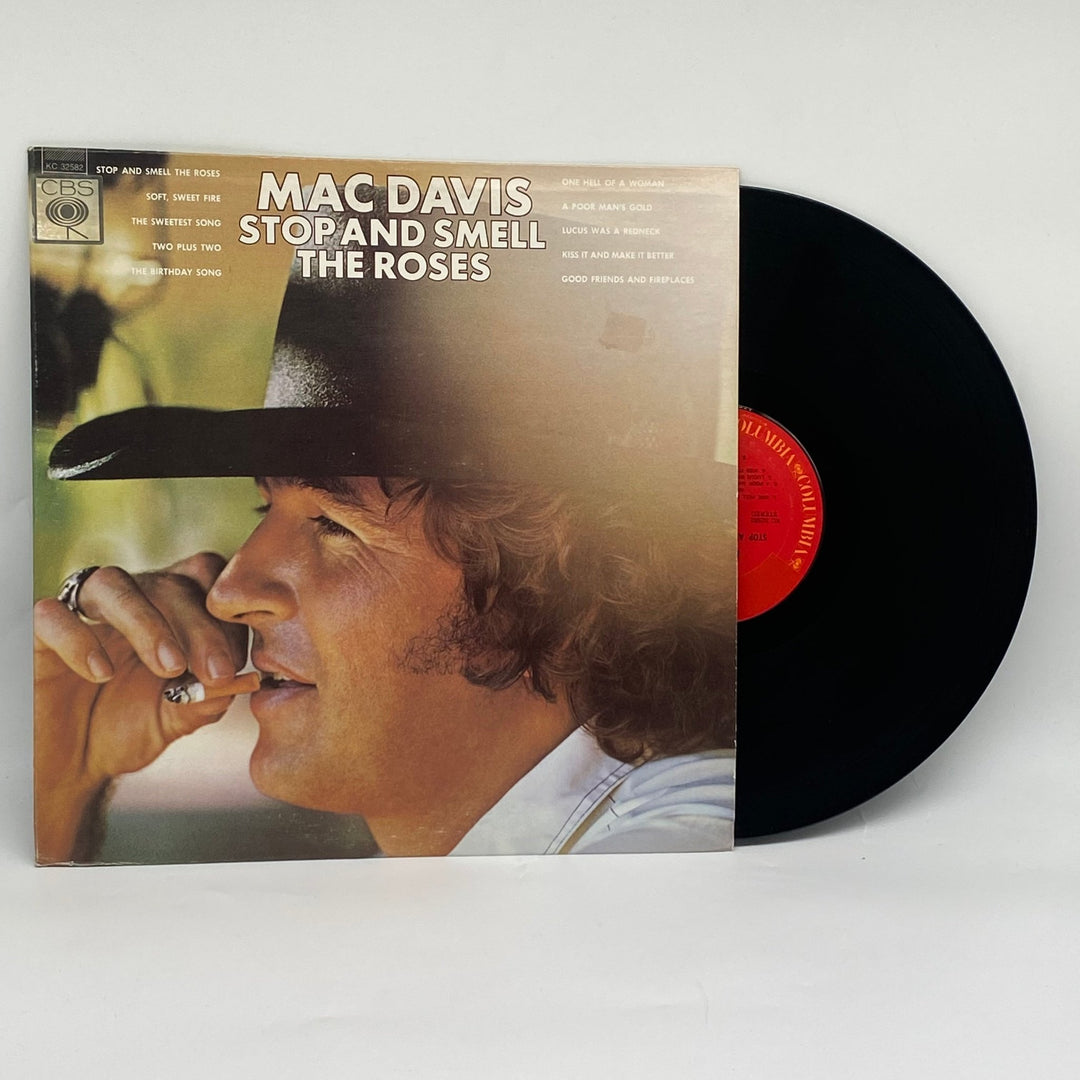 KC 32582
CBS
STOP AND SMELL THE ROSES
SOFT, SWEET FIRE
THE SWEETEST SONG
TWO PLUS TWO
THE BIRTHDAY SONG
MAC DAVIS
STOP AND SMELL
THE ROSES
ONE HELL OF A WOMAN
A POOR MAN'S GOLD
LUCUS WAS A REDNECK
KISS IT AND MAKE IT BETTER
GOOD FRIENDS AND FIREPLACES
COLUMBIA
STEREO
STOP